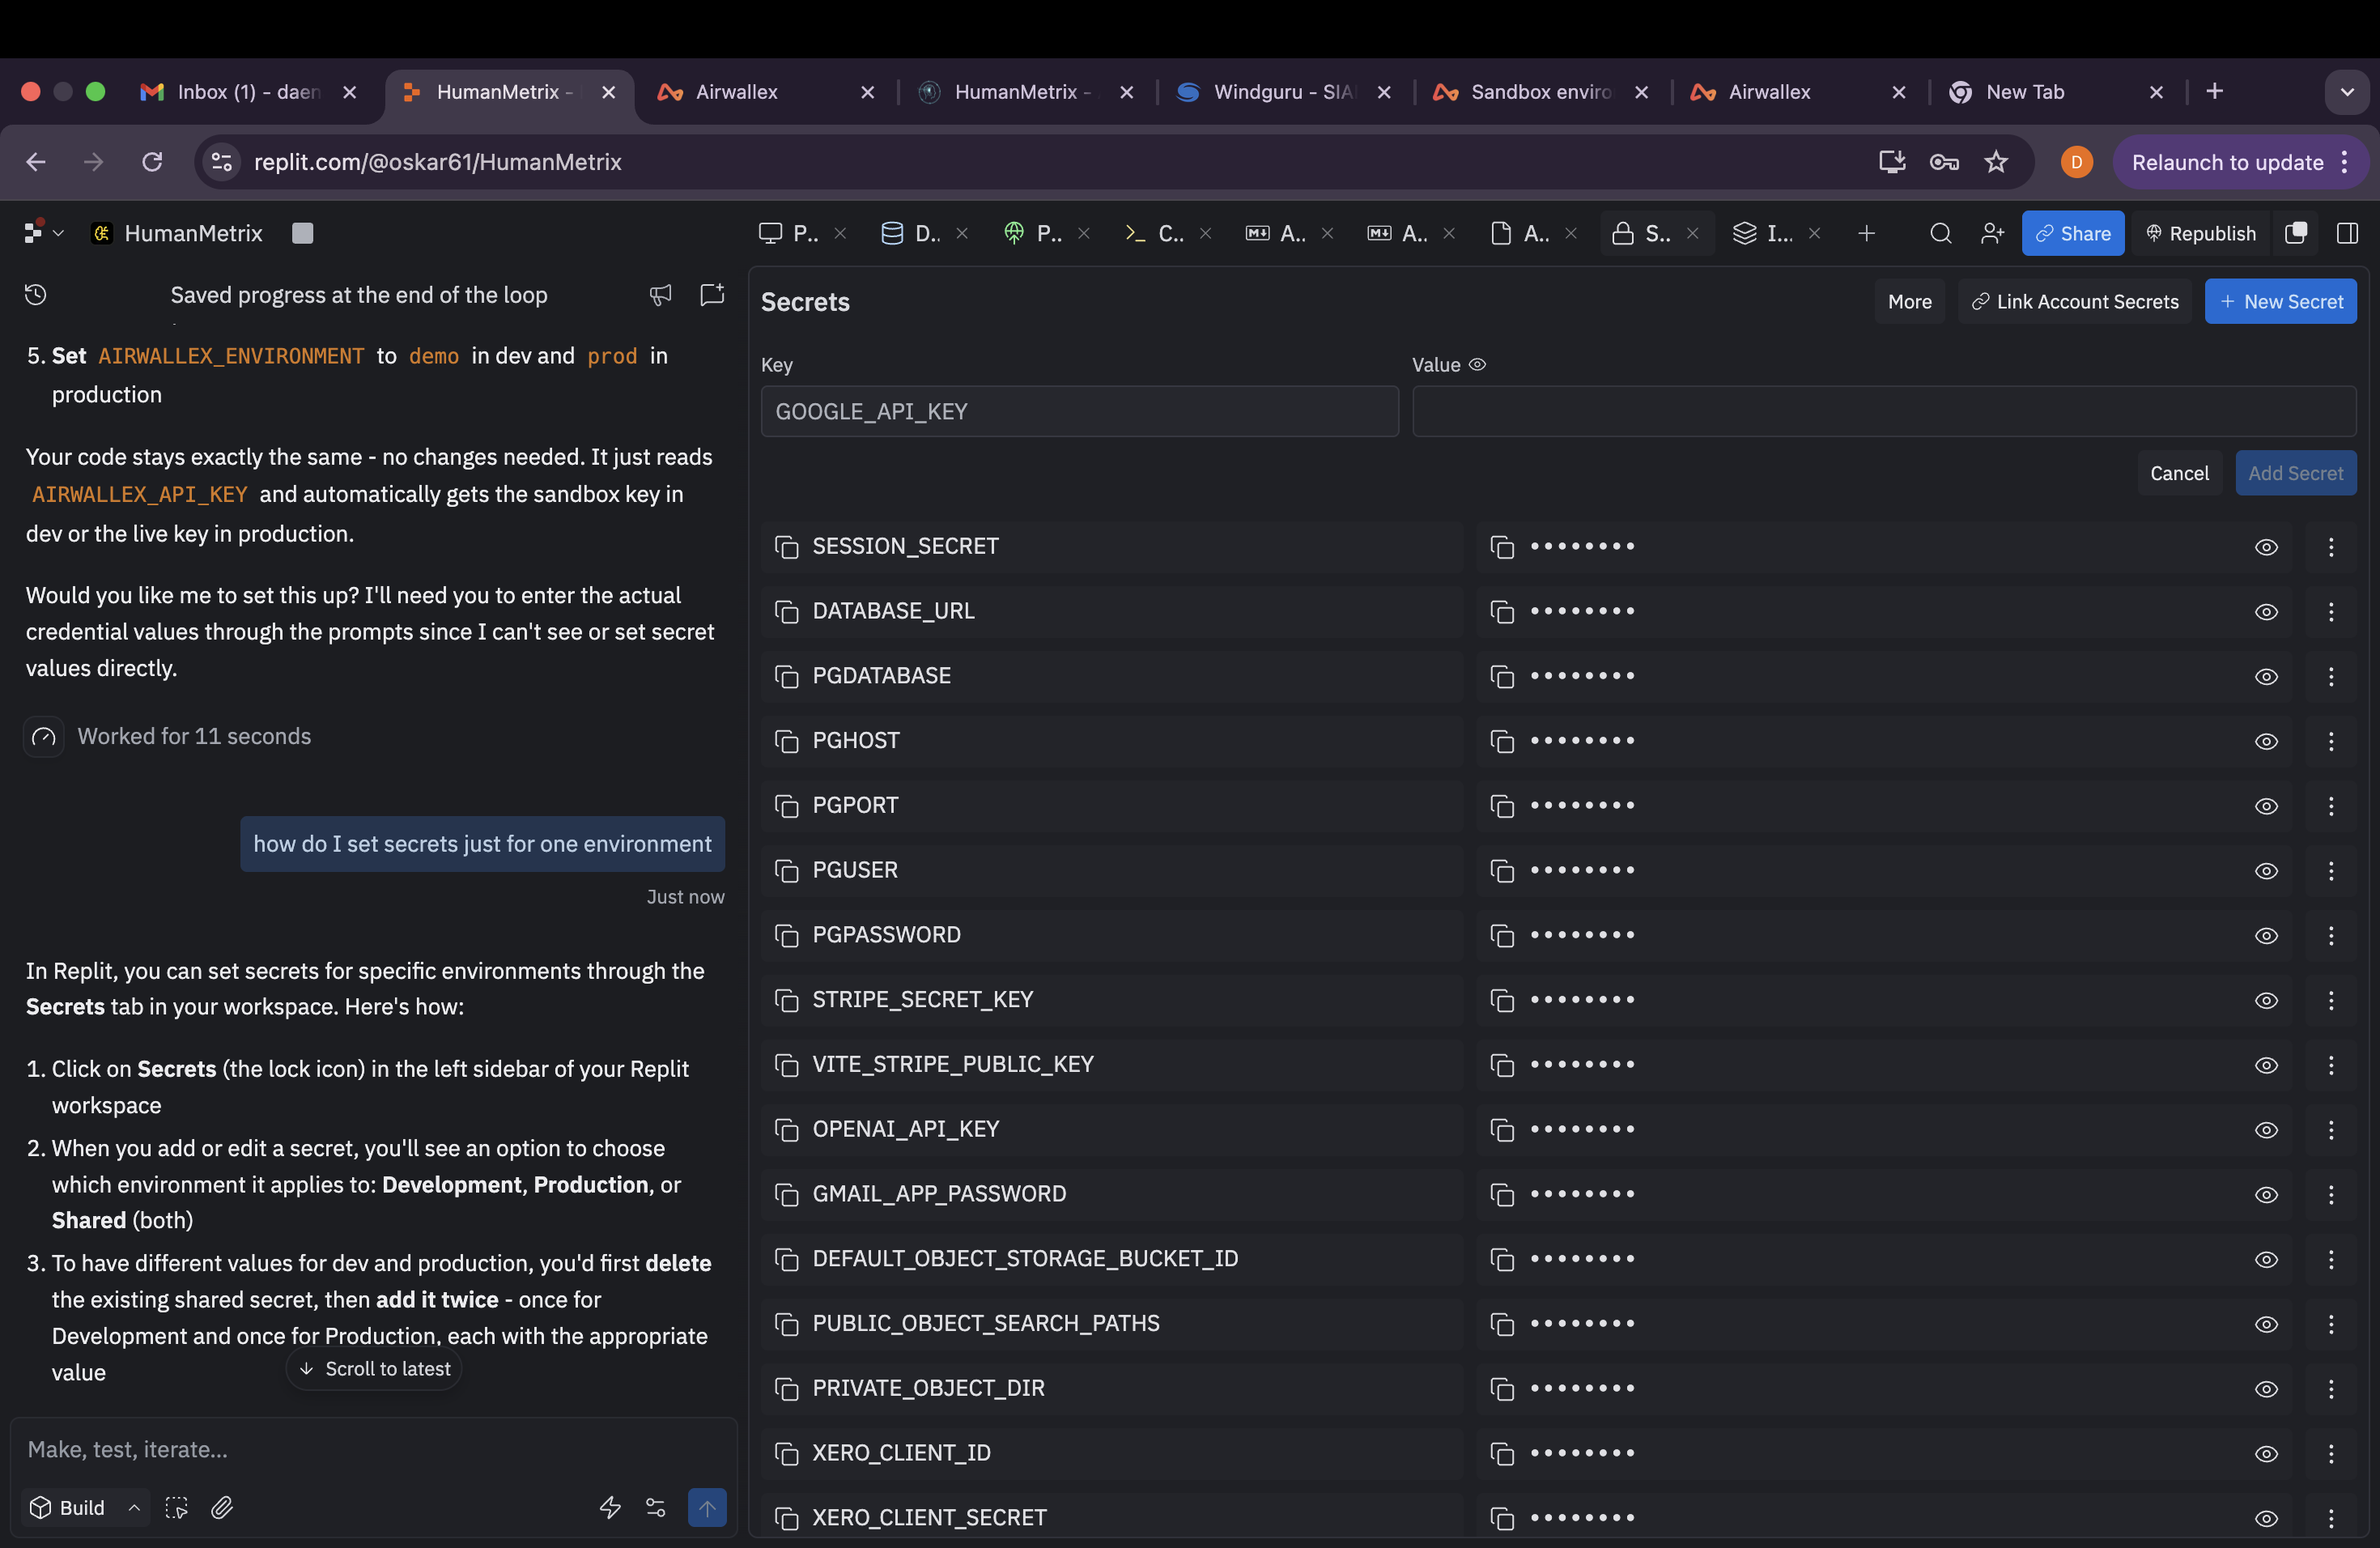 Inbox (1) - daen
HumanMetrix -
Airwallex
HumanMetrix -
Windguru - SIA
Sandbox enviro
Airwallex
New Tab
replit.com/@oskar61/HumanMetrix
D
Relaunch to update
HumanMetrix
P..
D..
P..
C..
A..
A..
A..
S..
I...
Share
Republish
Saved progress at the end of the loop
5. Set AIRWALLEX_ENVIRONMENT to demo in dev and prod in
production
Your code stays exactly the same - no changes needed. It just reads
AIRWALLEX_API_KEY and automatically gets the sandbox key in
dev or the live key in production.
Would you like me to set this up? I'll need you to enter the actual
credential values through the prompts since I can't see or set secret
values directly.
Worked for 11 seconds
how do I set secrets just for one environment
Just now
In Replit, you can set secrets for specific environments through the
Secrets tab in your workspace. Here's how:
1. Click on Secrets (the lock icon) in the left sidebar of your Replit
workspace
2. When you add or edit a secret, you'll see an option to choose
which environment it applies to: Development, Production, or
Shared (both)
3. To have different values for dev and production, you'd first delete
the existing shared secret, then add it twice - once for
Development and once for Production, each with the appropriate
value
Scroll to latest
Make, test, iterate...
Build
Secrets
More
Link Account Secrets
+ New Secret
Key
Value
GOOGLE_API_KEY
Cancel
Add Secret
SESSION_SECRET ••••••••
DATABASE_URL ••••••••
PGDATABASE ••••••••
PGHOST ••••••••
PGPORT ••••••••
PGUSER ••••••••
PGPASSWORD ••••••••
STRIPE_SECRET_KEY ••••••••
VITE_STRIPE_PUBLIC_KEY ••••••••
OPENAI_API_KEY ••••••••
GMAIL_APP_PASSWORD ••••••••
DEFAULT_OBJECT_STORAGE_BUCKET_ID ••••••••
PUBLIC_OBJECT_SEARCH_PATHS ••••••••
PRIVATE_OBJECT_DIR ••••••••
XERO_CLIENT_ID ••••••••
XERO_CLIENT_SECRET ••••••••